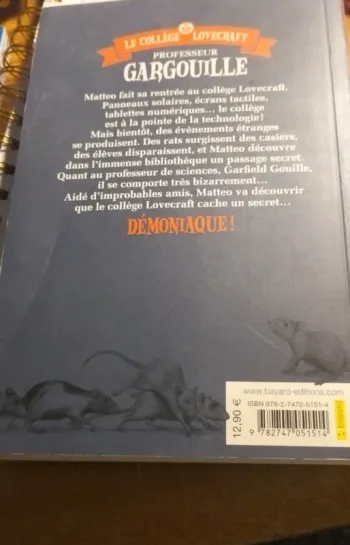 LE COLLÈGE LOVECRAFT
PROFESSEUR
GARGOUILLE
Matteo fait sa rentrée au collège Lovecraft.
Panneaux solaires, écrans tactiles,
tablettes numériques... le collège
est à la pointe de la technologie !
Mais bientôt, des évènements étranges
se produisent. Des rats surgissent des casiers,
des élèves disparaissent, et Matteo découvre
dans l'immense bibliothèque un passage secret.
Quant au professeur de sciences, Garfield Gouille,
il se comporte très bizarrement...
Aidé d'improbables amis, Matteo va découvrir
que le collège Lovecraft cache un secret...
DÉMONIAQUE !
www.bayard-editions.com
ISBN 978-2-7470-5151-4
12,90 €
9 782747 051514
bayard